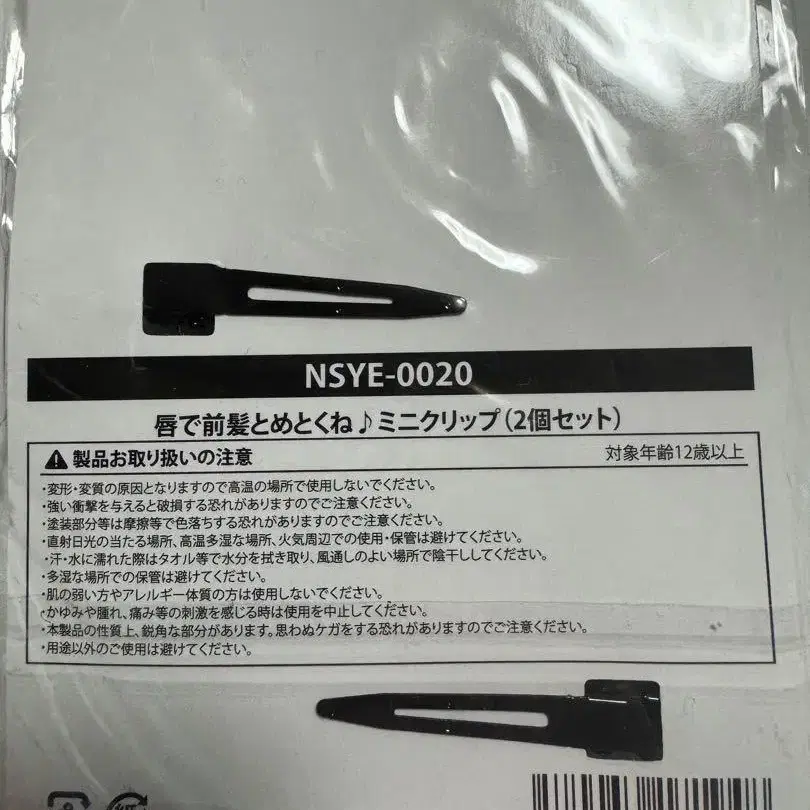 NSYE-0020
唇で前髪とめとくね♪ミニクリップ(2個セット)
製品お取り扱いの注意 対象年齢12歳以上
・変形・変質の原因となりますので高温の場所で使用しないでください。
・強い衝撃を与えると破損する恐れがありますのでご注意ください。
・塗装部分等は摩擦等で色落ちする恐れがありますのでご注意ください。
・直射日光の当たる場所、高温多湿な場所、火気周辺での使用・保管は避けてください。
・汗・水に濡れた際はタオル等で水分を拭き取り、風通しのよい場所で陰干ししてください。
・多湿な場所での保管は避けてください。
・肌の弱い方やアレルギー体質の方は使用しないでください。
・かゆみや腫れ、痛み等の刺激を感じる時は使用を中止してください。
・本製品の性質上、鋭角な部分があります。思わぬケガをする恐れがありますのでご注意ください。
・用途以外のご使用は避けてください。